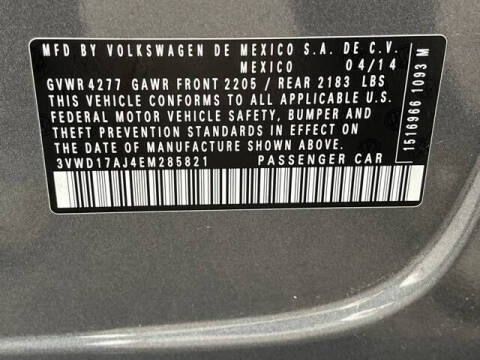 MFD BY VOLKSWAGEN DE MEXICO S.A. DE C.V.
MEXICO 04/14
GVWR 4277 GAWR FRONT 2205 / REAR 2183 LBS
THIS VEHICLE CONFORMS TO ALL APPLICABLE U.S.
FEDERAL MOTOR VEHICLE SAFETY, BUMPER AND
THEFT PREVENTION STANDARDS IN EFFECT ON
THE DATE OF MANUFACTURE SHOWN ABOVE.
3VWD17AJ4EM285821 PASSENGER CAR
1516966 1093 M